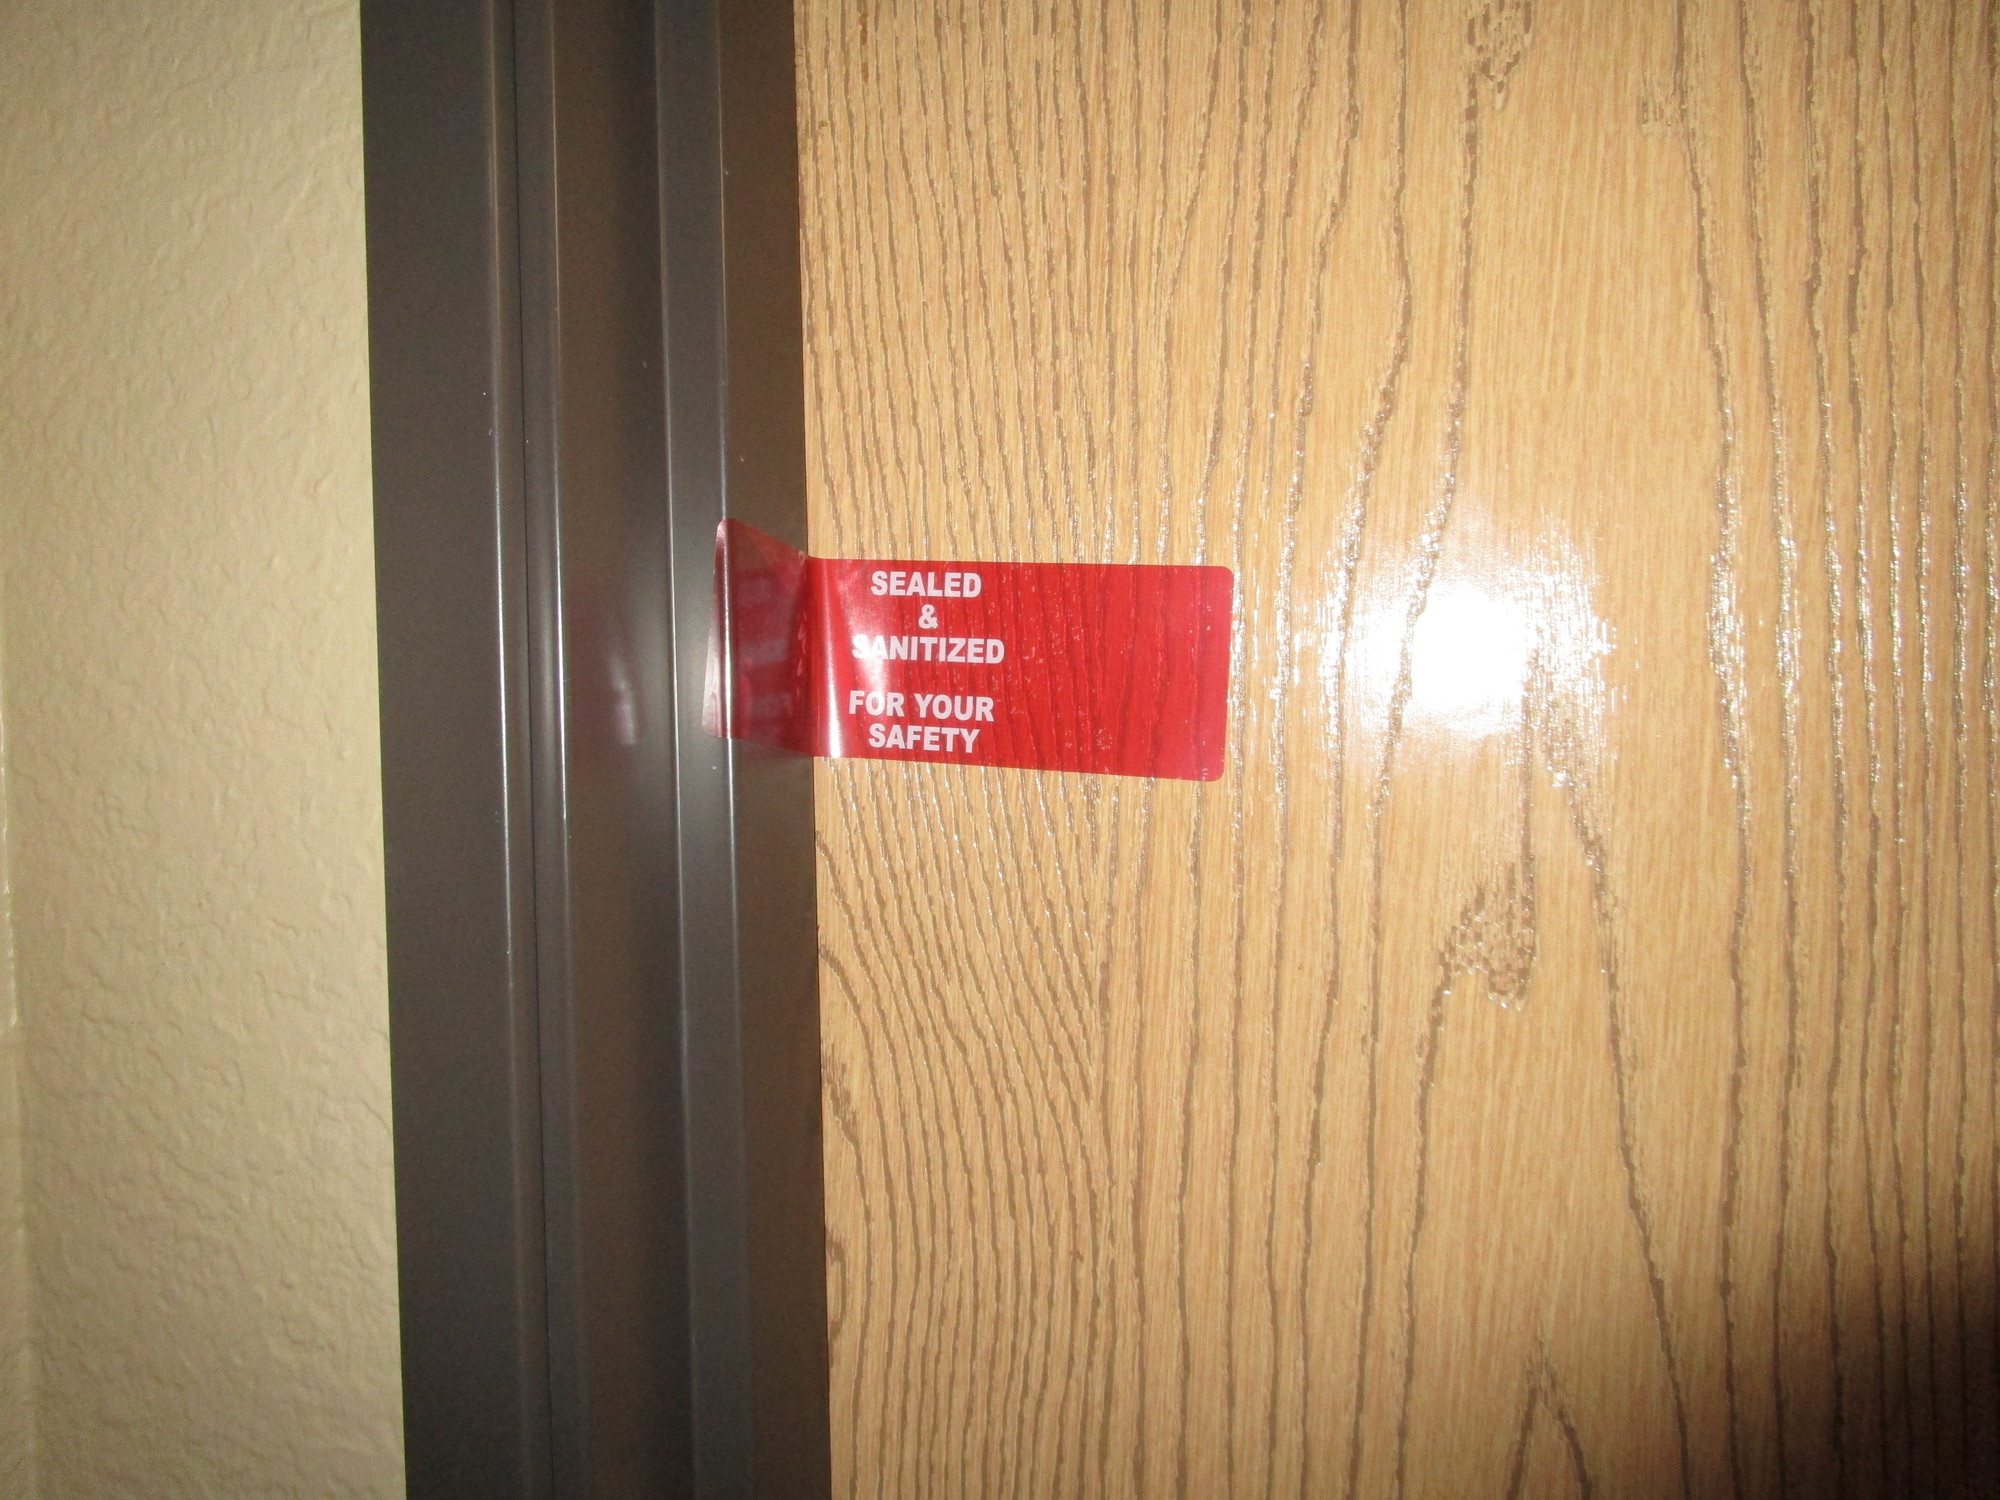 SEALED
&
SANITIZED
FOR YOUR
SAFETY